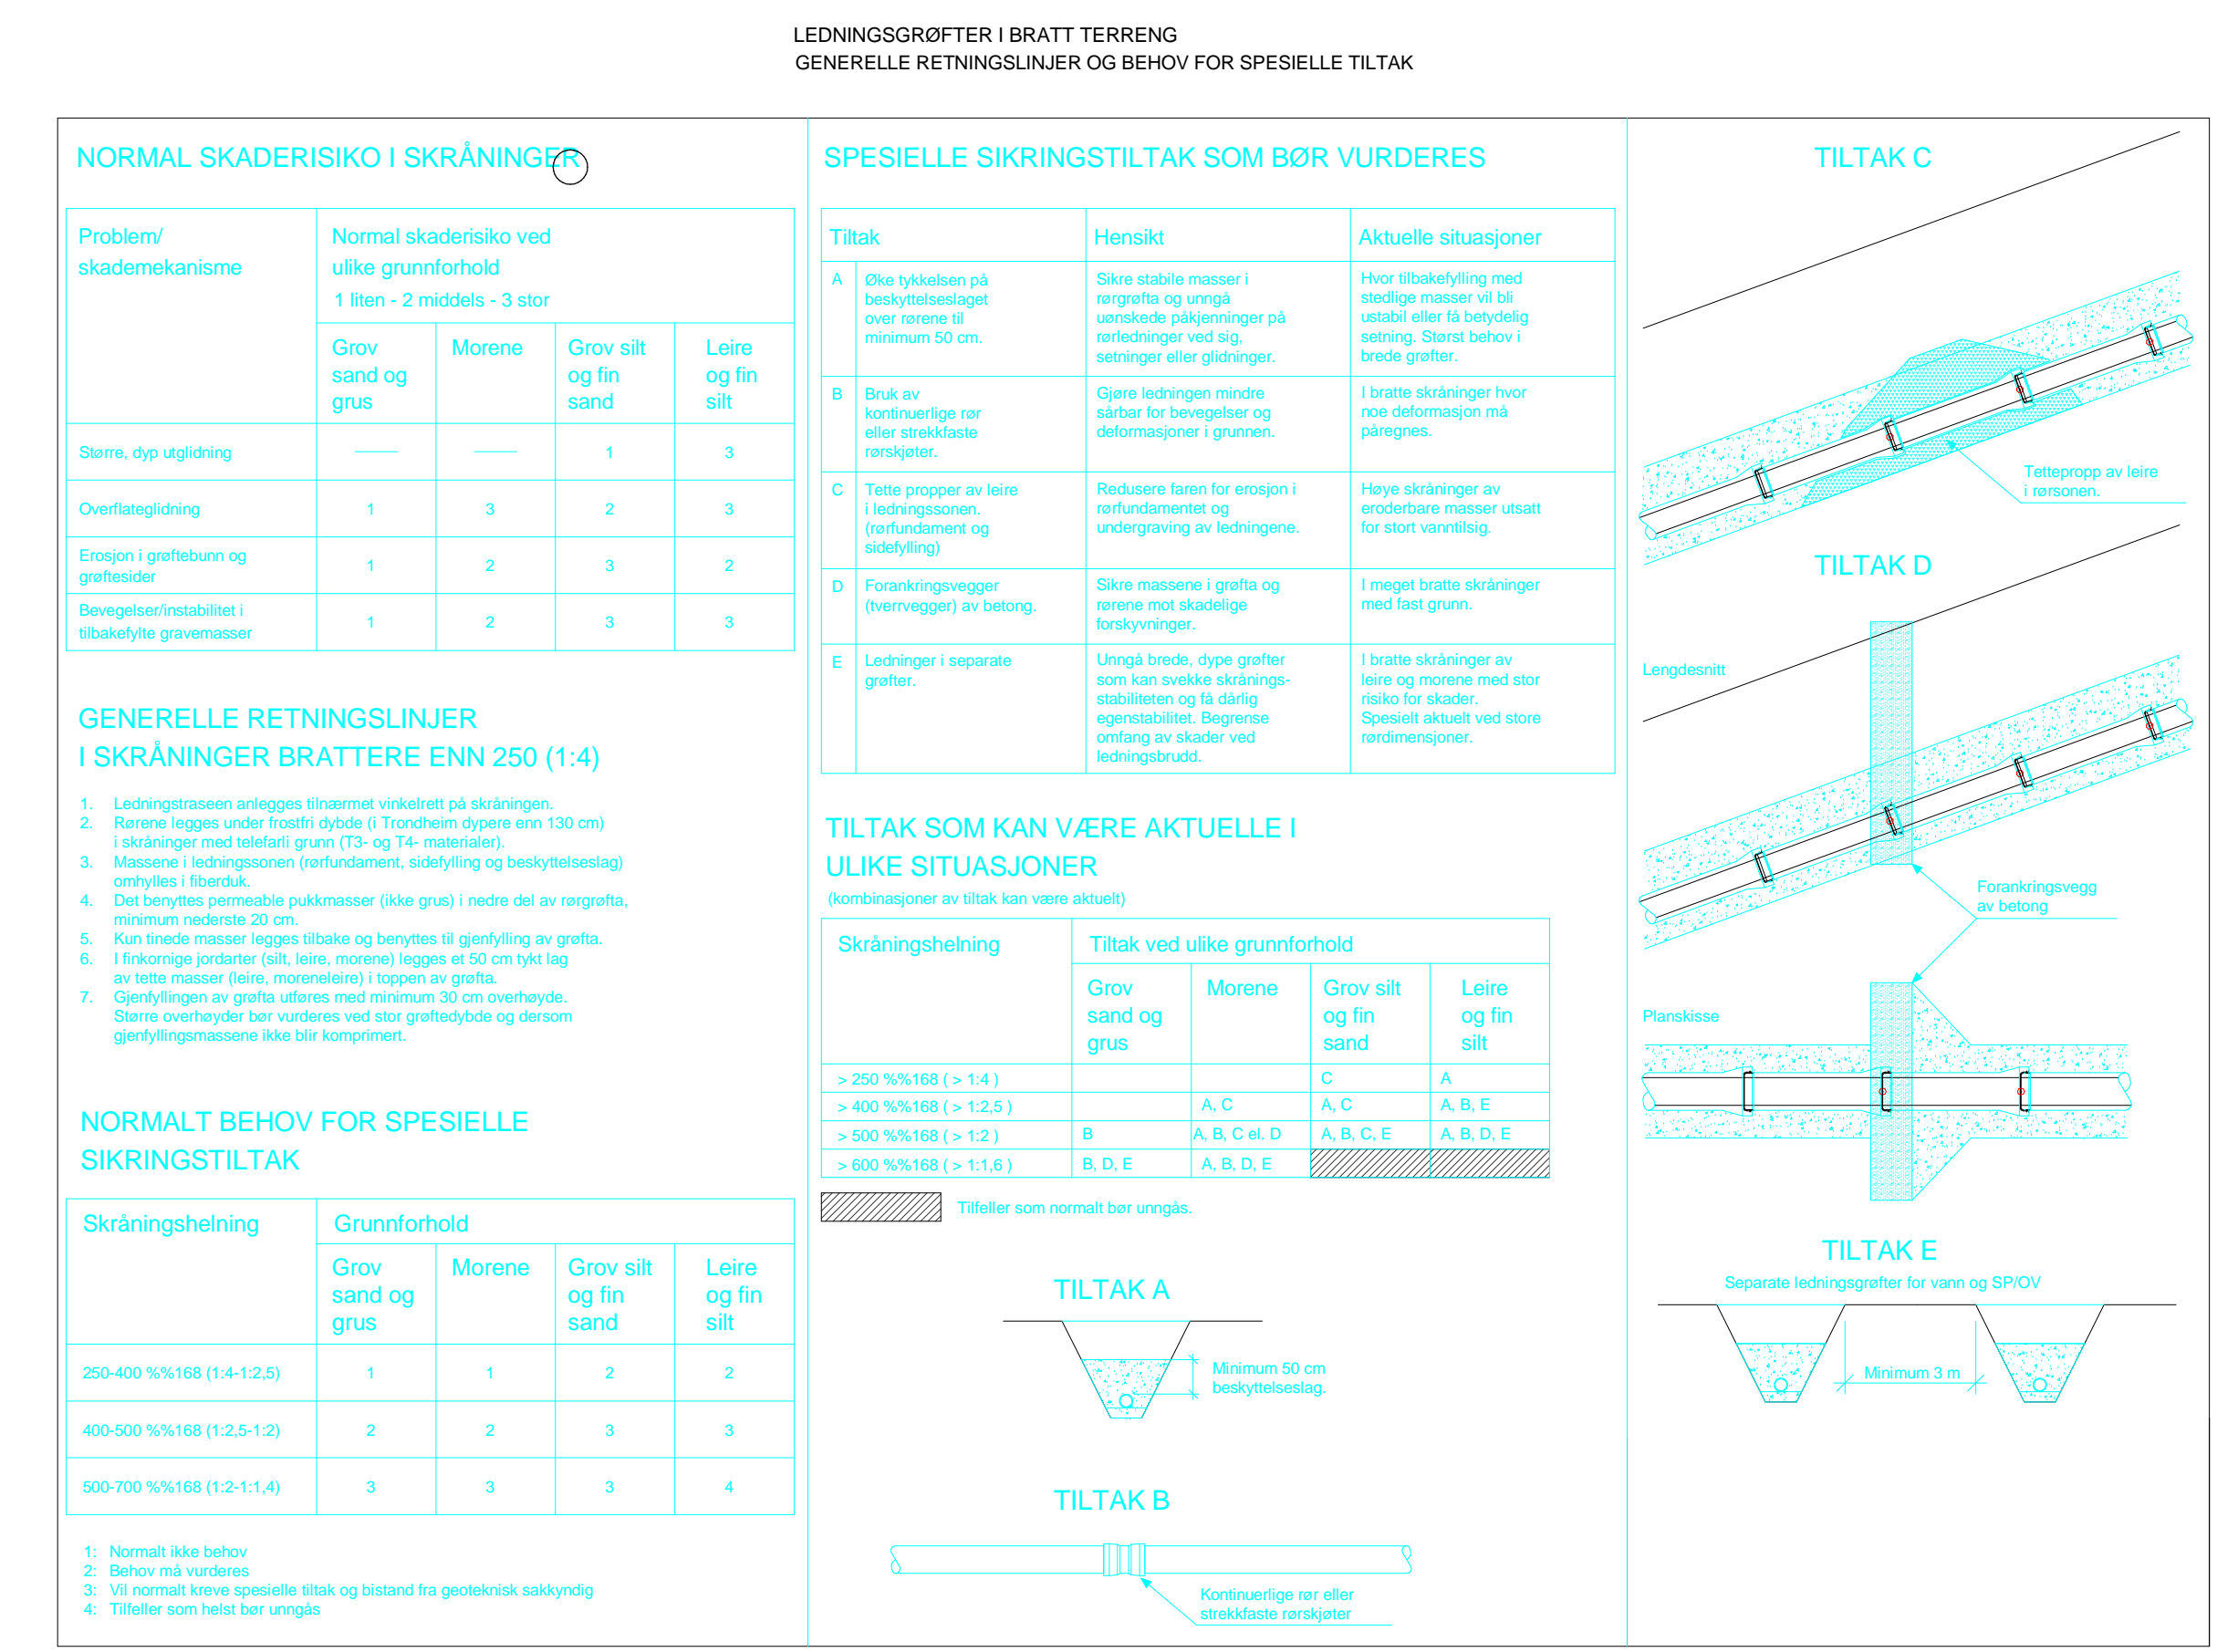 LEDNINGSGRØFTER I BRATT TERRENG
GENERELLE RETNINGSLINJER OG BEHOV FOR SPESIELLE TILTAK
NORMAL SKADERISIKO I SKRÅNINGER
Problem/
skademekanisme
Normal skaderisiko ved
ulike grunnforhold
1 liten - 2 middels - 3 stor
Grov
sand og
grus
Morene
Grov silt
og fin
sand
Leire
og fin
silt
Større, dyp utglidning
1
3
Overflateglidning
1
3
2
3
Erosjon i grøftebunn og
grøftesider
1
2
3
2
Bevegelser/instabilitet i
tilbakefylte gravemasser
1
2
3
3
GENERELLE RETNINGSLINJER
I SKRÅNINGER BRATTERE ENN 250 (1:4)
1. Ledningstraseen anlegges tilnærmet vinkelrett på skråningen.
2. Rørene legges under frostfri dybde (i Trondheim dypere enn 130 cm)
i skråninger med telefarli grunn (T3- og T4- materialer).
3. Massene i ledningssonen (rørfundament, sidefylling og beskyttelseslag)
omhylles i fiberduk.
4. Det benyttes permeable pukkmasser (ikke grus) i nedre del av rørgrøfta,
minimum nederste 20 cm.
5. Kun tinede masser legges tilbake og benyttes til gjenfylling av grøfta.
6. I finkornige jordarter (silt, leire, morene) legges et 50 cm tykt lag
av tette masser (leire, moreneleire) i toppen av grøfta.
7. Gjenfyllingen av grøfta utføres med minimum 30 cm overhøyde.
Større overhøyder bør vurderes ved stor grøftedybde og dersom
gjenfyllingsmassene ikke blir komprimert.
NORMALT BEHOV FOR SPESIELLE
SIKRINGSTILTAK
Skråningshelning
Grunnforhold
Grov
sand og
grus
Morene
Grov silt
og fin
sand
Leire
og fin
silt
250-400 %%168 (1:4-1:2,5)
1
1
2
2
400-500 %%168 (1:2,5-1:2)
2
2
3
3
500-700 %%168 (1:2-1:1,4)
3
3
3
4
1: Normalt ikke behov
2: Behov må vurderes
3: Vil normalt kreve spesielle tiltak og bistand fra geoteknisk sakkyndig
4: Tilfeller som helst bør unngås
SPESIELLE SIKRINGSTILTAK SOM BØR VURDERES
Tiltak
Hensikt
Aktuelle situasjoner
A
Øke tykkelsen på
beskyttelseslaget
over rørene til
minimum 50 cm.
Sikre stabile masser i
rørgrøfta og unngå
uønskede påkjenninger på
rørledninger ved sig,
setninger eller glidninger.
Hvor tilbakefylling med
stedlige masser vil bli
ustabil eller få betydelig
setning. Størst behov i
brede grøfter.
B
Bruk av
kontinuerlige rør
eller strekkfaste
rørskjøter.
Gjøre ledningen mindre
sårbar for bevegelser og
deformasjoner i grunnen.
I bratte skråninger hvor
noe deformasjon må
påregnes.
C
Tette propper av leire
i ledningssonen.
(rørfundament og
sidefylling)
Redusere faren for erosjon i
rørfundamentet og
undergraving av ledningene.
Høye skråninger av
eroderbare masser utsatt
for stort vanntilsig.
D
Forankringsvegger
(tverrvegger) av betong.
Sikre massene i grøfta og
rørene mot skadelige
forskyvninger.
I meget bratte skråninger
med fast grunn.
E
Ledninger i separate
grøfter.
Unngå brede, dype grøfter
som kan svekke skrånings-
stabiliteten og få dårlig
egenstabilitet. Begrense
omfang av skader ved
ledningsbrudd.
I bratte skråninger av
leire og morene med stor
risiko for skader.
Spesielt aktuelt ved store
rørdimensjoner.
TILTAK SOM KAN VÆRE AKTUELLE I
ULIKE SITUASJONER
(kombinasjoner av tiltak kan være aktuelt)
Skråningshelning
Tiltak ved ulike grunnforhold
Grov
sand og
grus
Morene
Grov silt
og fin
sand
Leire
og fin
silt
> 250 %%168 ( > 1:4 )
C
A
> 400 %%168 ( > 1:2,5 )
A, C
A, C
A, B, E
> 500 %%168 ( > 1:2 )
B
A, B, C el. D
A, B, C, E
A, B, D, E
> 600 %%168 ( > 1:1,6 )
B, D, E
A, B, D, E
Tilfeller som normalt bør unngås.
TILTAK A
Minimum 50 cm
beskyttelseslag.
TILTAK B
Kontinuerlige rør eller
strekkfaste rørskjøter
TILTAK C
Tettepropp av leire
i rørsonen.
TILTAK D
Lengdesnitt
Forankringsvegg
av betong
Planskisse
TILTAK E
Separate ledningsgrøfter for vann og SP/OV
Minimum 3 m